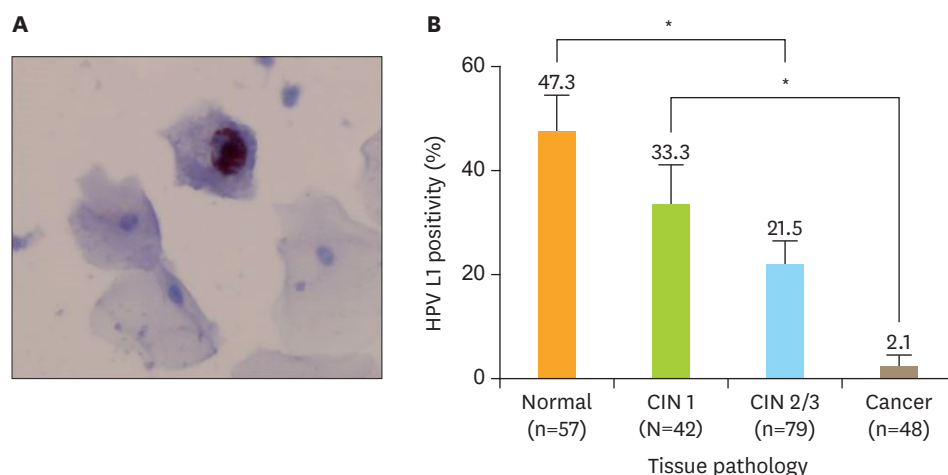 A
B
*
*
60
47.3
HPV L1 positivity (%)
40
33.3
21.5
20
2.1
0
Normal
(n=57)
CIN 1
(N=42)
CIN 2/3
(n=79)
Cancer
(n=48)
Tissue pathology